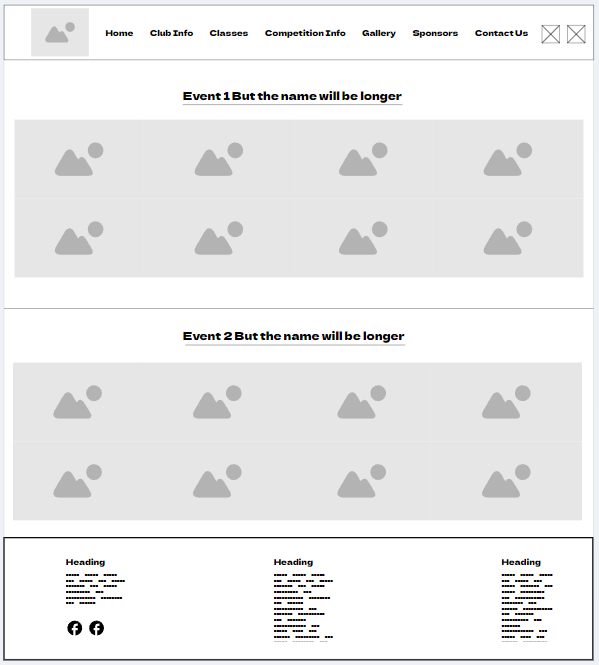 Home Club Info Classes Competition Info Gallery Sponsors Contact Us
Event 1 But the name will be longer
Event 2 But the name will be longer
Heading Heading Heading